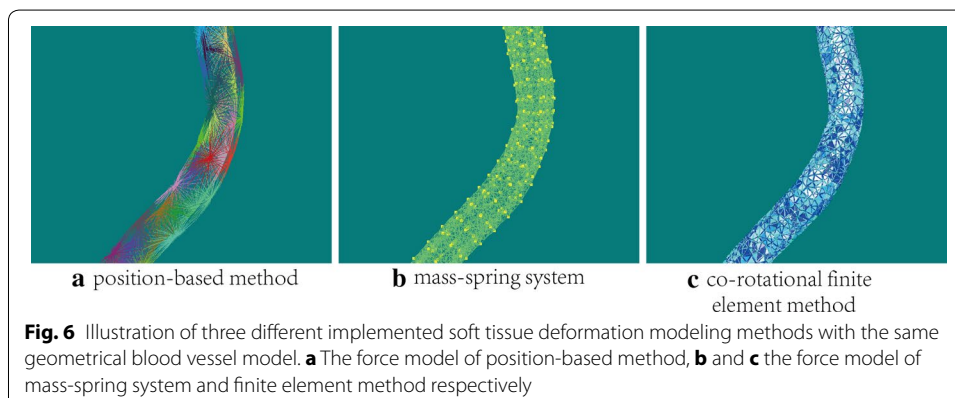 a position-based method
b mass-spring system
c co-rotational finite
element method
Fig. 6 Illustration of three different implemented soft tissue deformation modeling methods with the same
geometrical blood vessel model. a The force model of position-based method, b and c the force model of
mass-spring system and finite element method respectively